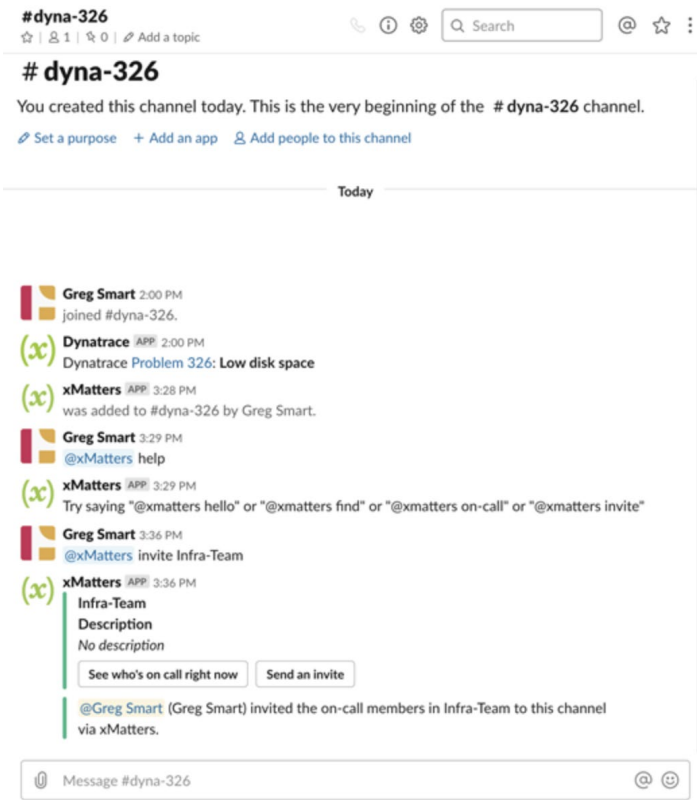 #dyna-326
1 | 0 | Add a topic
Search
# dyna-326
You created this channel today. This is the very beginning of the # dyna-326 channel.
Set a purpose + Add an app Add people to this channel
Today
Greg Smart 2:00 PM
joined #dyna-326.
(x) Dynatrace APP 2:00 PM
Dynatrace Problem 326: Low disk space
(x) xMatters APP 3:28 PM
was added to #dyna-326 by Greg Smart.
Greg Smart 3:29 PM
@xMatters help
(x) xMatters APP 3:29 PM
Try saying "@xmatters hello" or "@xmatters find" or "@xmatters on-call" or "@xmatters invite"
Greg Smart 3:36 PM
@xMatters invite Infra-Team
(x) xMatters APP 3:36 PM
Infra-Team
Description
No description
See who's on call right now Send an invite
@Greg Smart (Greg Smart) invited the on-call members in Infra-Team to this channel
via xMatters.
Message #dyna-326